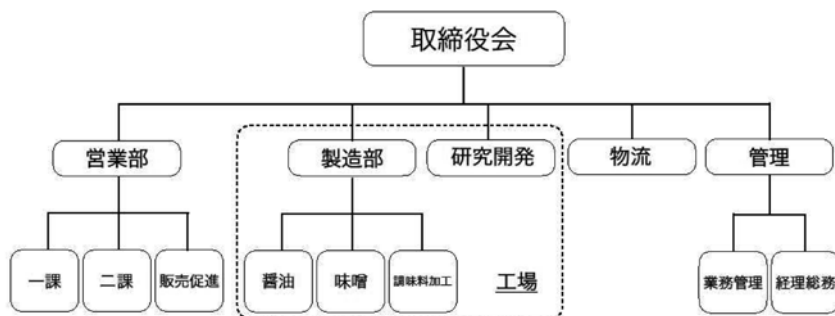 取締役会
営業部
製造部
研究開発
物流
管理
一課
二課
販売促進
醤油
味噌
調味料加工
工場
業務管理
経理総務